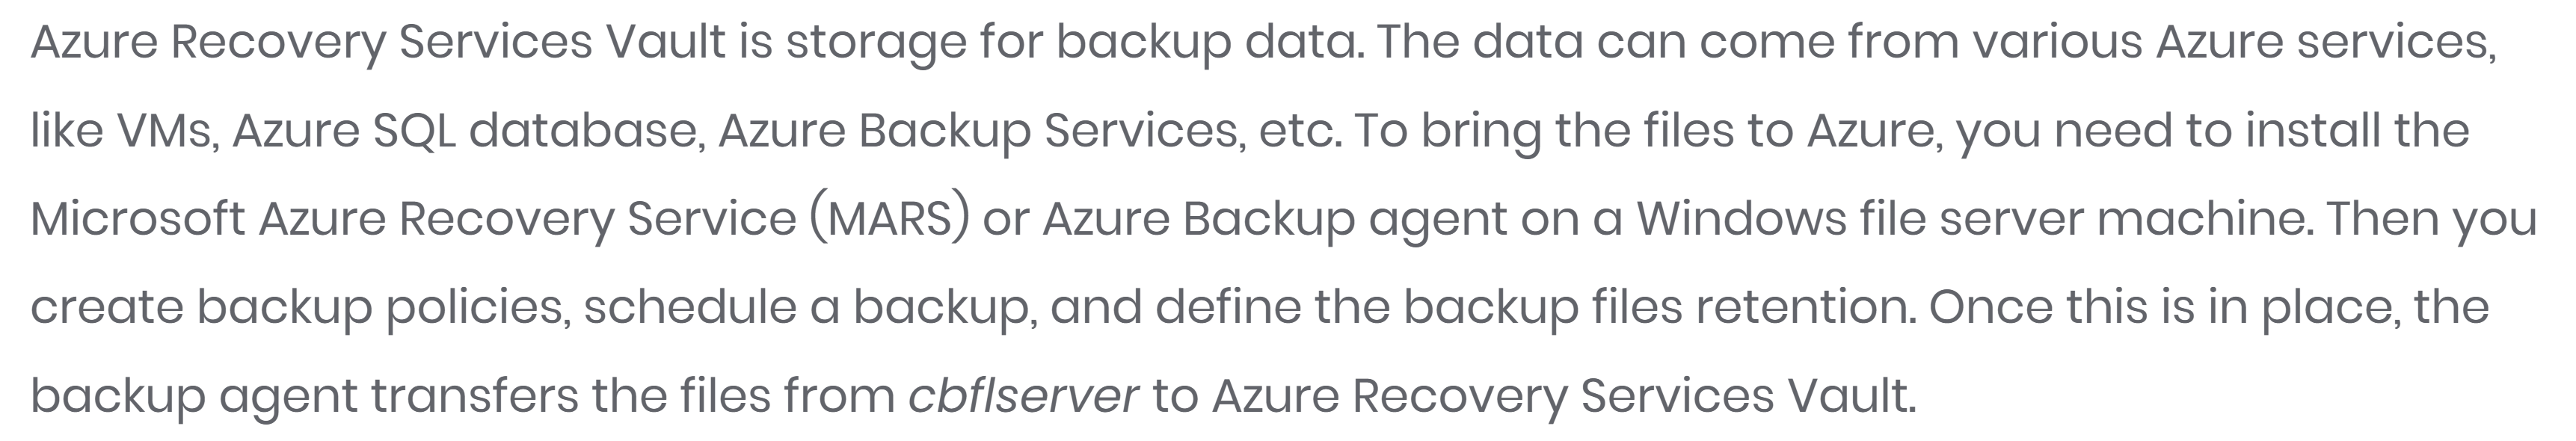 Azure Recovery Services Vault is storage for backup data. The data can come from various Azure services,
like VMs, Azure SQL database, Azure Backup Services, etc. To bring the files to Azure, you need to install the
Microsoft Azure Recovery Service (MARS) or Azure Backup agent on a Windows file server machine. Then you
create backup policies, schedule a backup, and define the backup files retention. Once this is in place, the
backup agent transfers the files from cbflserver to Azure Recovery Services Vault.